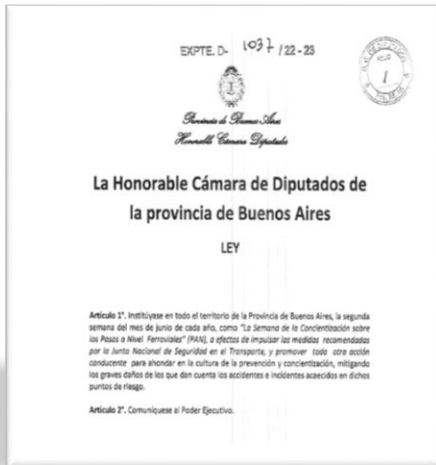 EXPTE. D- 1037 / 22 - 23
FOLIO
1
Provincia de Buenos Aires
Honorable Cámara Diputados
La Honorable Cámara de Diputados de
la provincia de Buenos Aires
LEY
Artículo 1°. Institúyase en todo el territorio de la Provincia de Buenos Aires, la segunda
semana del mes de junio de cada año, como "La Semana de la Concientización sobre
los Pasos a Nivel Ferroviales" (PAN), a efectos de impulsar las medidas recomendadas
por la Junta Nacional de Seguridad en el Transporte, y promover toda otra acción
conducente para ahondar en la cultura de la prevención y concientización, mitigando
los graves daños de los que dan cuenta los accidentes e incidentes acaecidos en dichos
puntos de riesgo.
Artículo 2°. Comuníquese al Poder Ejecutivo.